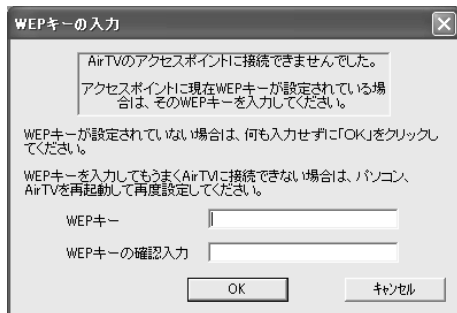 WEPキーの入力
AirTVのアクセスポイントに接続できませんでした。
アクセスポイントに現在WEPキーが設定されている場
合は、そのWEPキーを入力してください。
WEPキーが設定されていない場合は、何も入力せずに「OK」をクリックし
てください。
WEPキーを入力してもうまくAirTVに接続できない場合は、パソコン、
AirTVを再起動して再度設定してください。
WEPキー
WEPキーの確認入力
OK
キャンセル